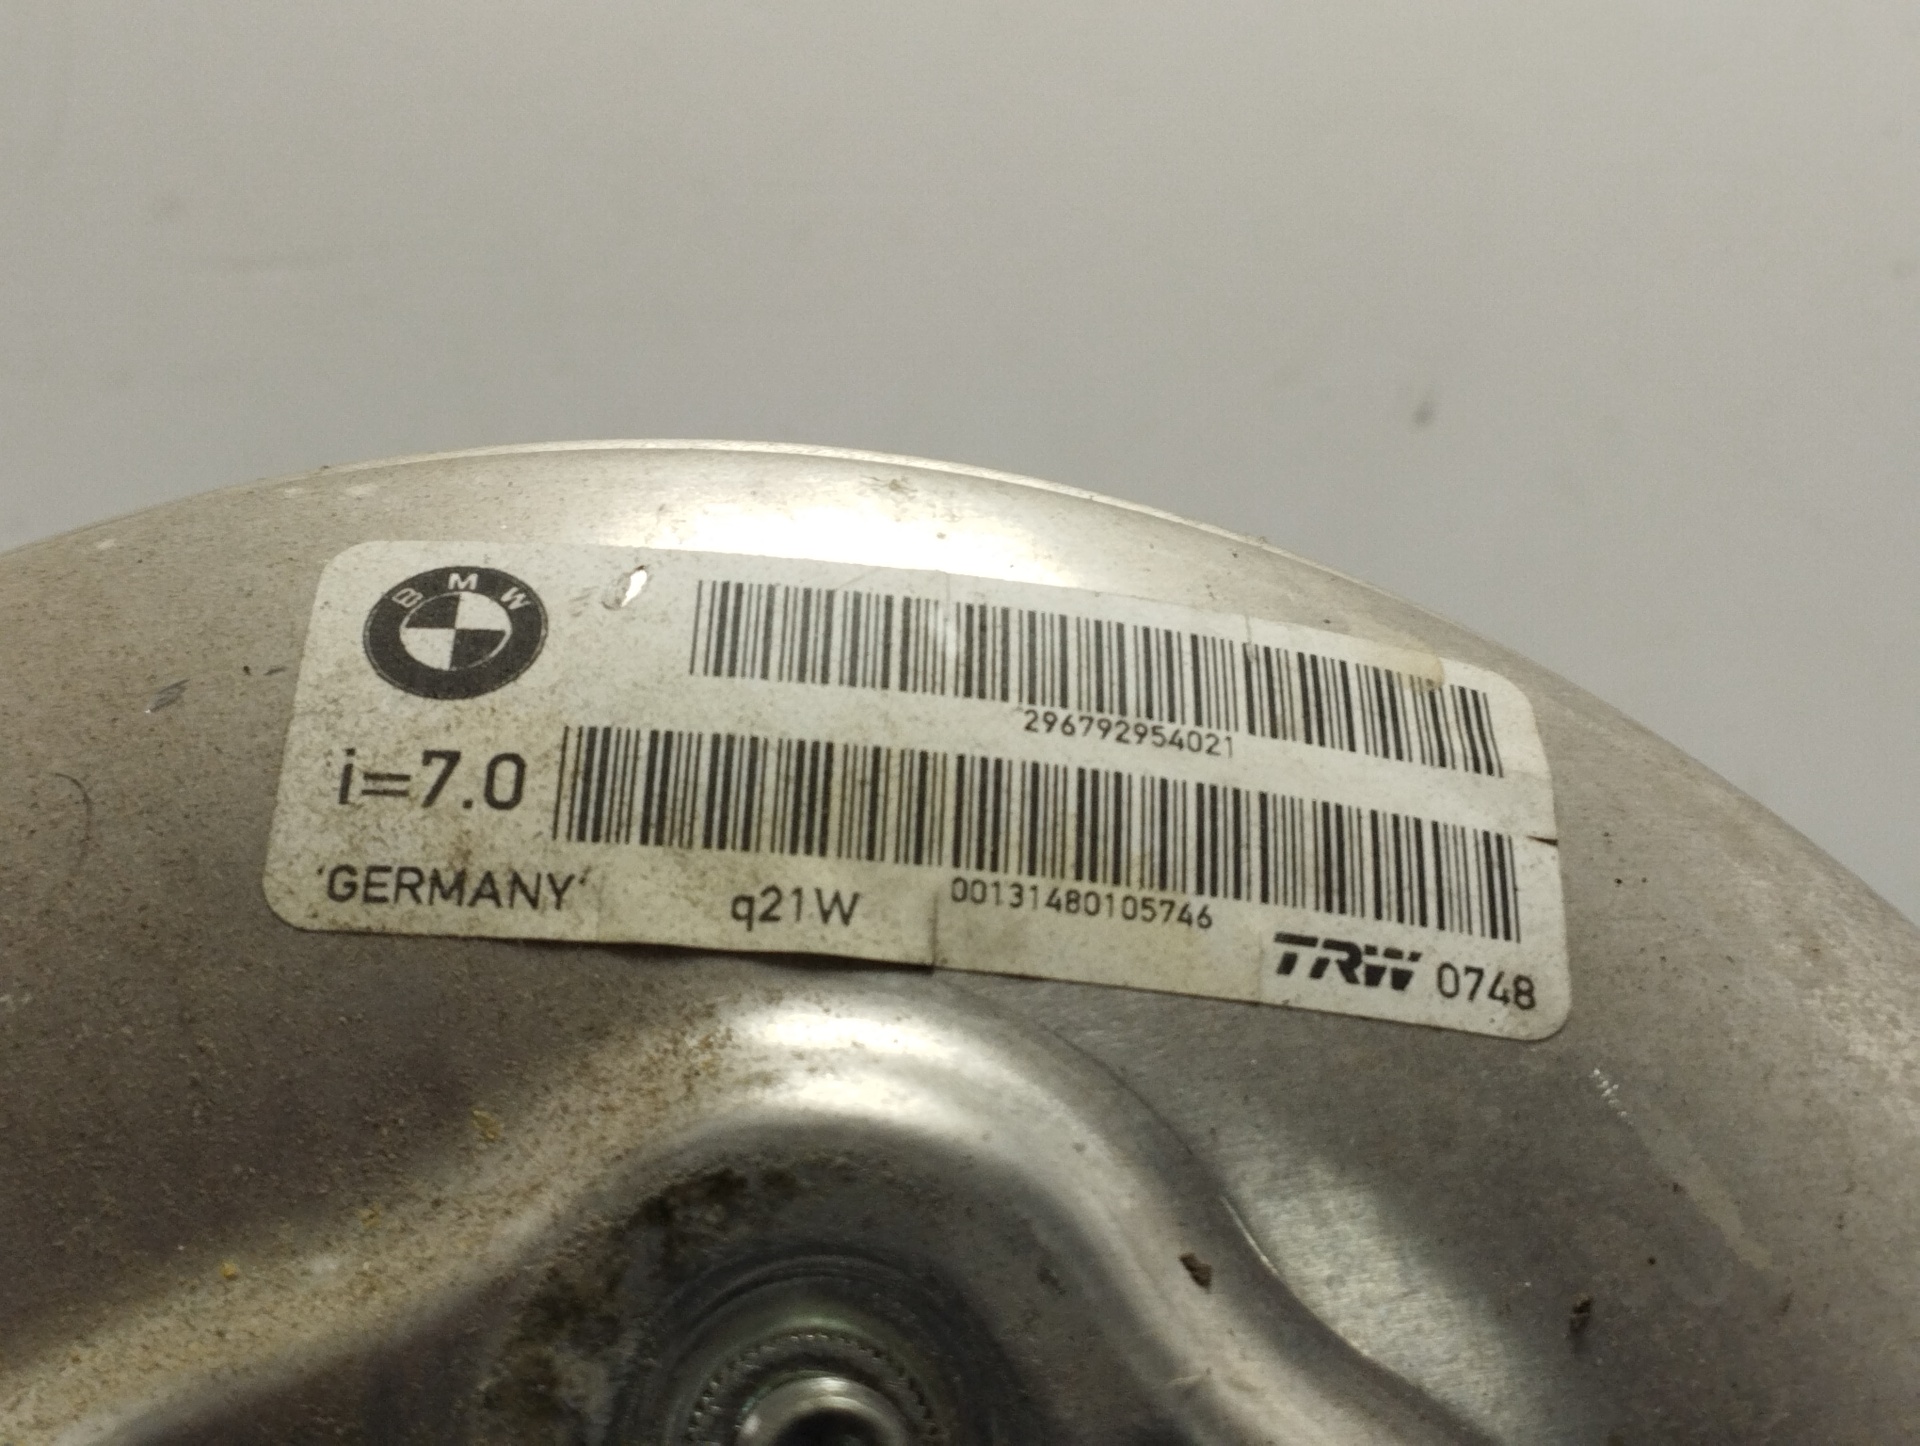 BMW
296792954021
i=7.0
'GERMANY'
q21W
00131480105746
TRW 0748